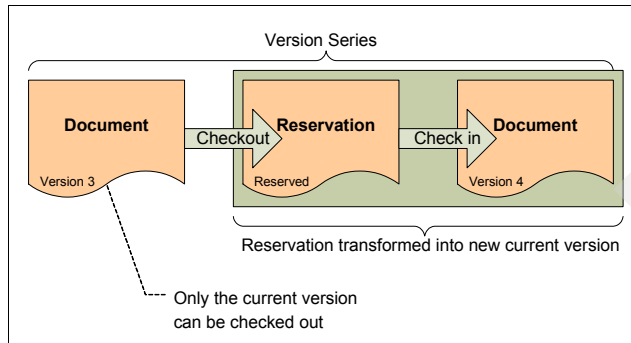 Version Series
Document
Checkout
Reservation
Check in
Document
Version 3
Reserved
Version 4
Reservation transformed into new current version
Only the current version
can be checked out